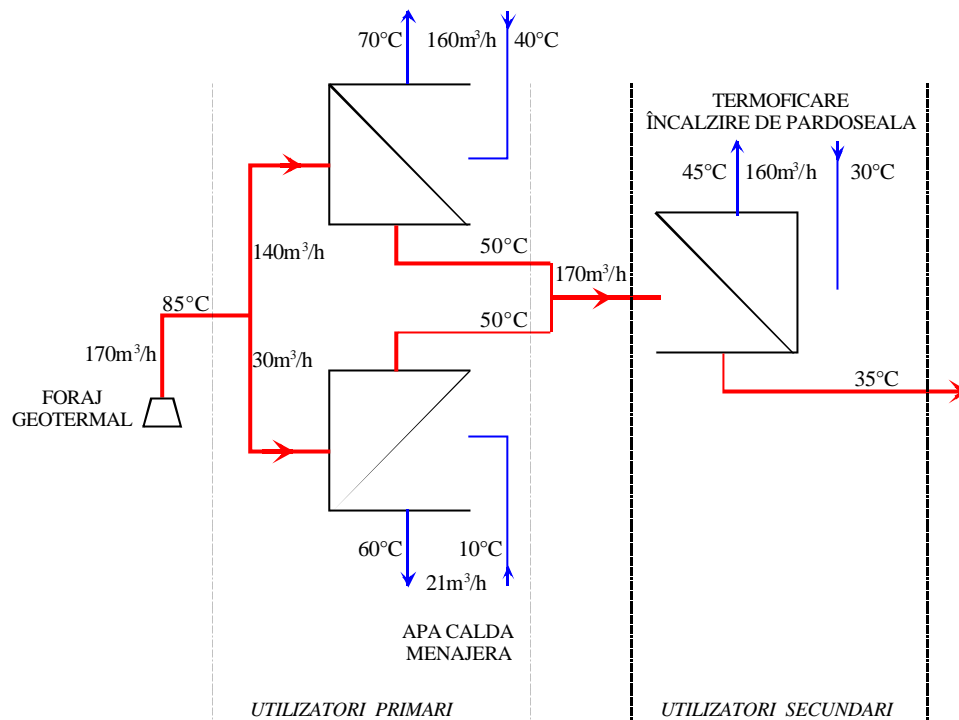 70°C 160m³/h 40°C
TERMOFICARE
ÎNCALZIRE DE PARDOSEALA
45°C 160m³/h 30°C
140m³/h
50°C
170m³/h
85°C
50°C
170m³/h
30m³/h
35°C
FORAJ
GEOTERMAL
60°C 10°C
21m³/h
APA CALDA
MENAJERA
UTILIZATORI PRIMARI
UTILIZATORI SECUNDARI